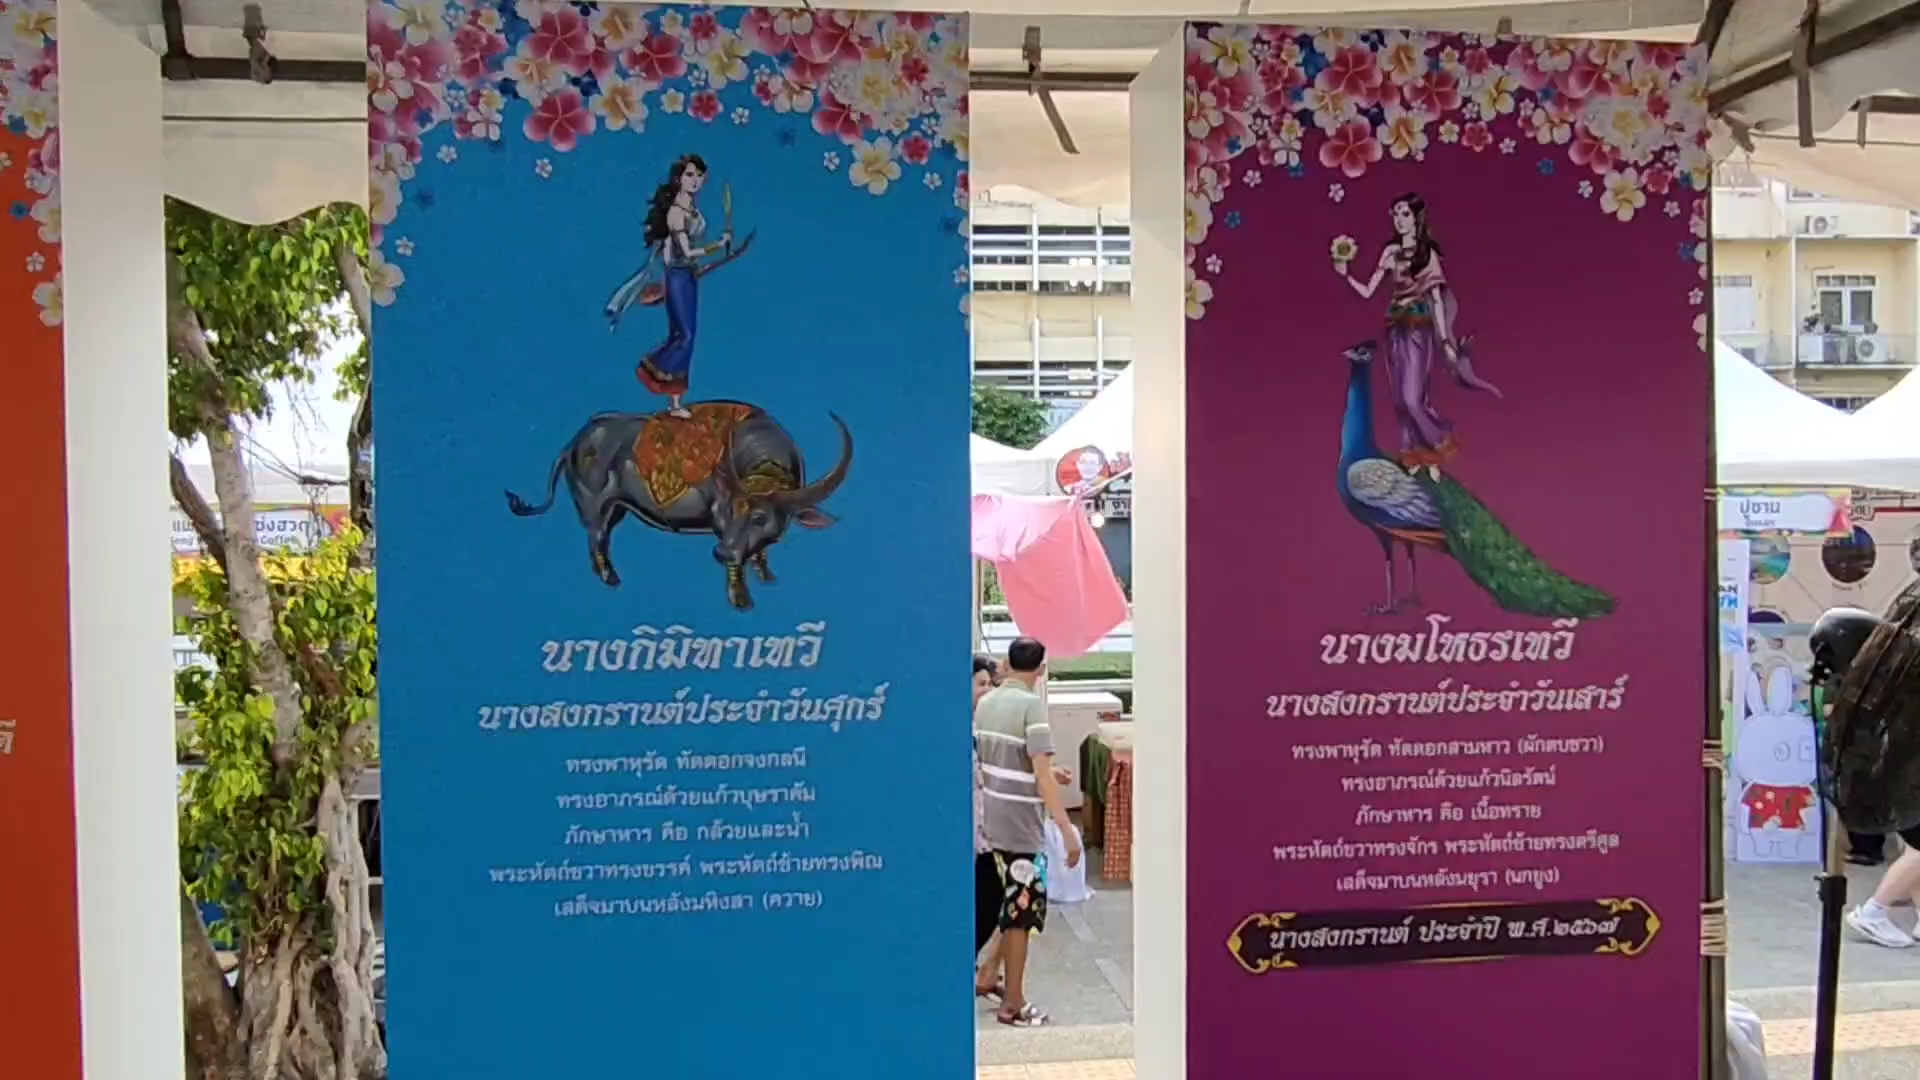 นางกิมิทาเทวี
นางสงกรานต์ประจำวันศุกร์
ทรงพาหุรัด ทัดดอกจงกลนี
ทรงอาภรณ์ด้วยแก้วบุษราคัม
ภักษาหาร คือ กล้วยและน้ำ
พระหัตถ์ขวาทรงขรรค์ พระหัตถ์ซ้ายทรงพิณ
เสด็จมาบนหลังมหิงสา (ควาย)
นางมโหธรเทวี
นางสงกรานต์ประจำวันเสาร์
ทรงพาหุรัด ทัดดอกสามหาว (ผักตบชวา)
ทรงอาภรณ์ด้วยแก้วนิลรัตน์
ภักษาหาร คือ เนื้อทราย
พระหัตถ์ขวาทรงจักร พระหัตถ์ซ้ายทรงตรีศูล
เสด็จมาบนหลังมยุรา (นกยูง)
นางสงกรานต์ ประจำปี พ.ศ.๒๕๖๗
Coffee